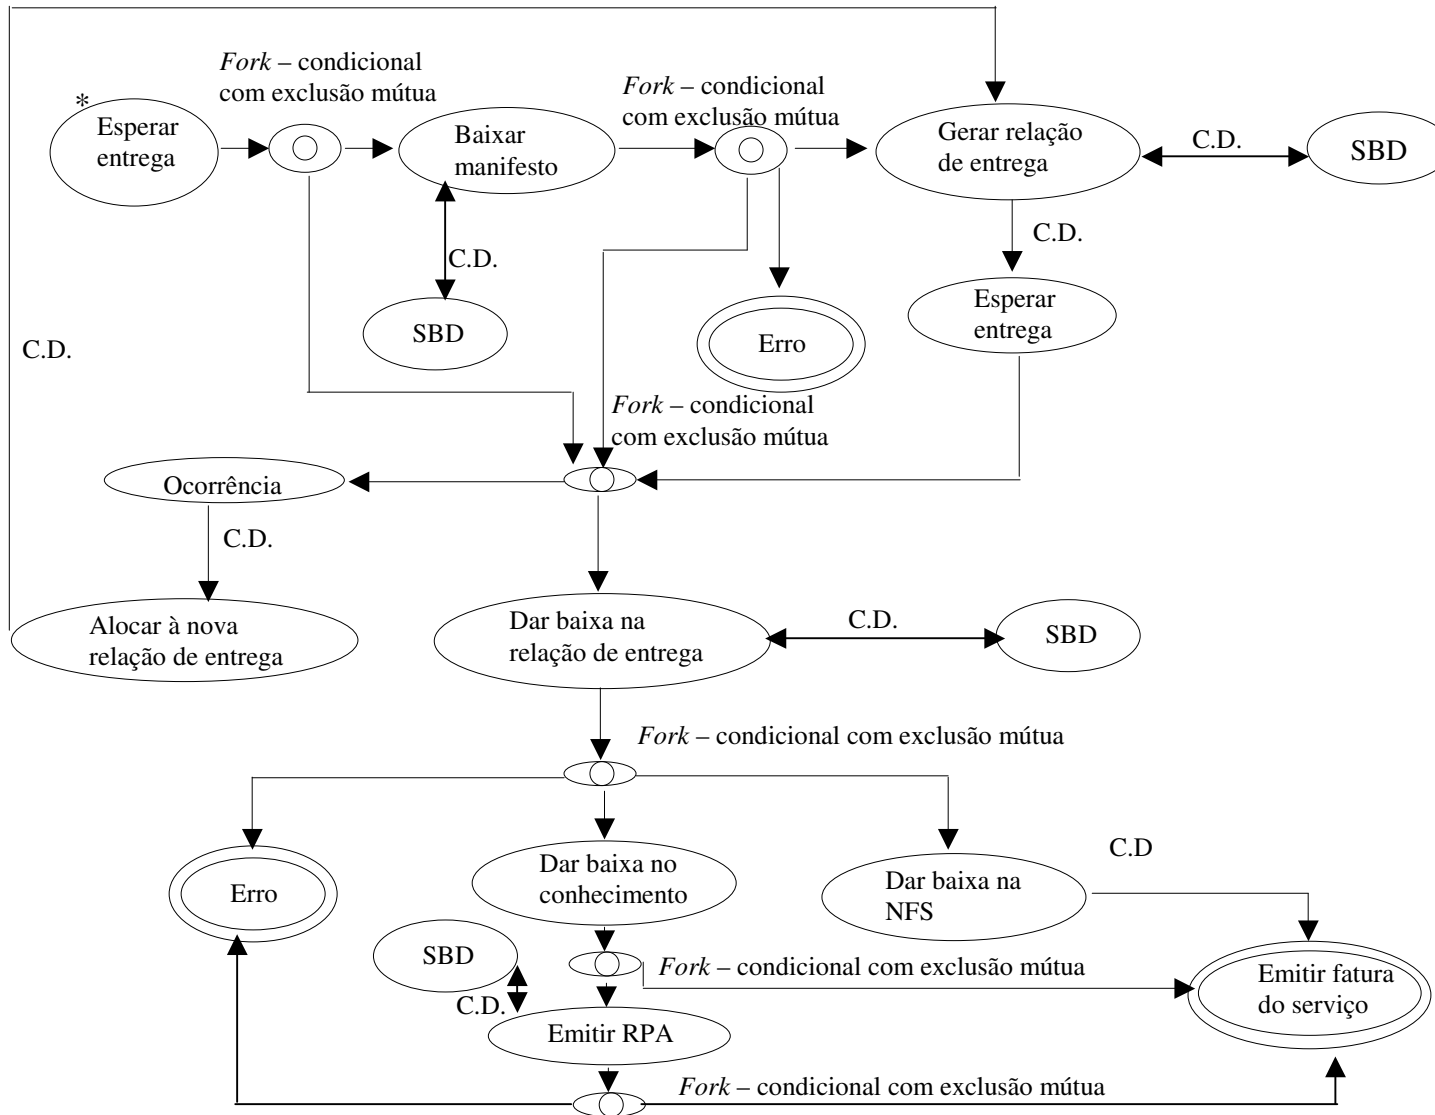 Fork – condicional
com exclusão mútua
Fork – condicional
com exclusão mútua
*
Esperar
entrega
Baixar
manifesto
Gerar relação
de entrega
C.D.
SBD
C.D.
C.D.
SBD
Erro
Esperar
entrega
C.D.
Fork – condicional
com exclusão mútua
Ocorrência
C.D.
Alocar à nova
relação de entrega
Dar baixa na
relação de entrega
C.D.
SBD
Fork – condicional com exclusão mútua
Erro
Dar baixa no
conhecimento
Dar baixa na
NFS
C.D
SBD
C.D.
Fork – condicional com exclusão mútua
Emitir fatura
do serviço
Emitir RPA
Fork – condicional com exclusão mútua